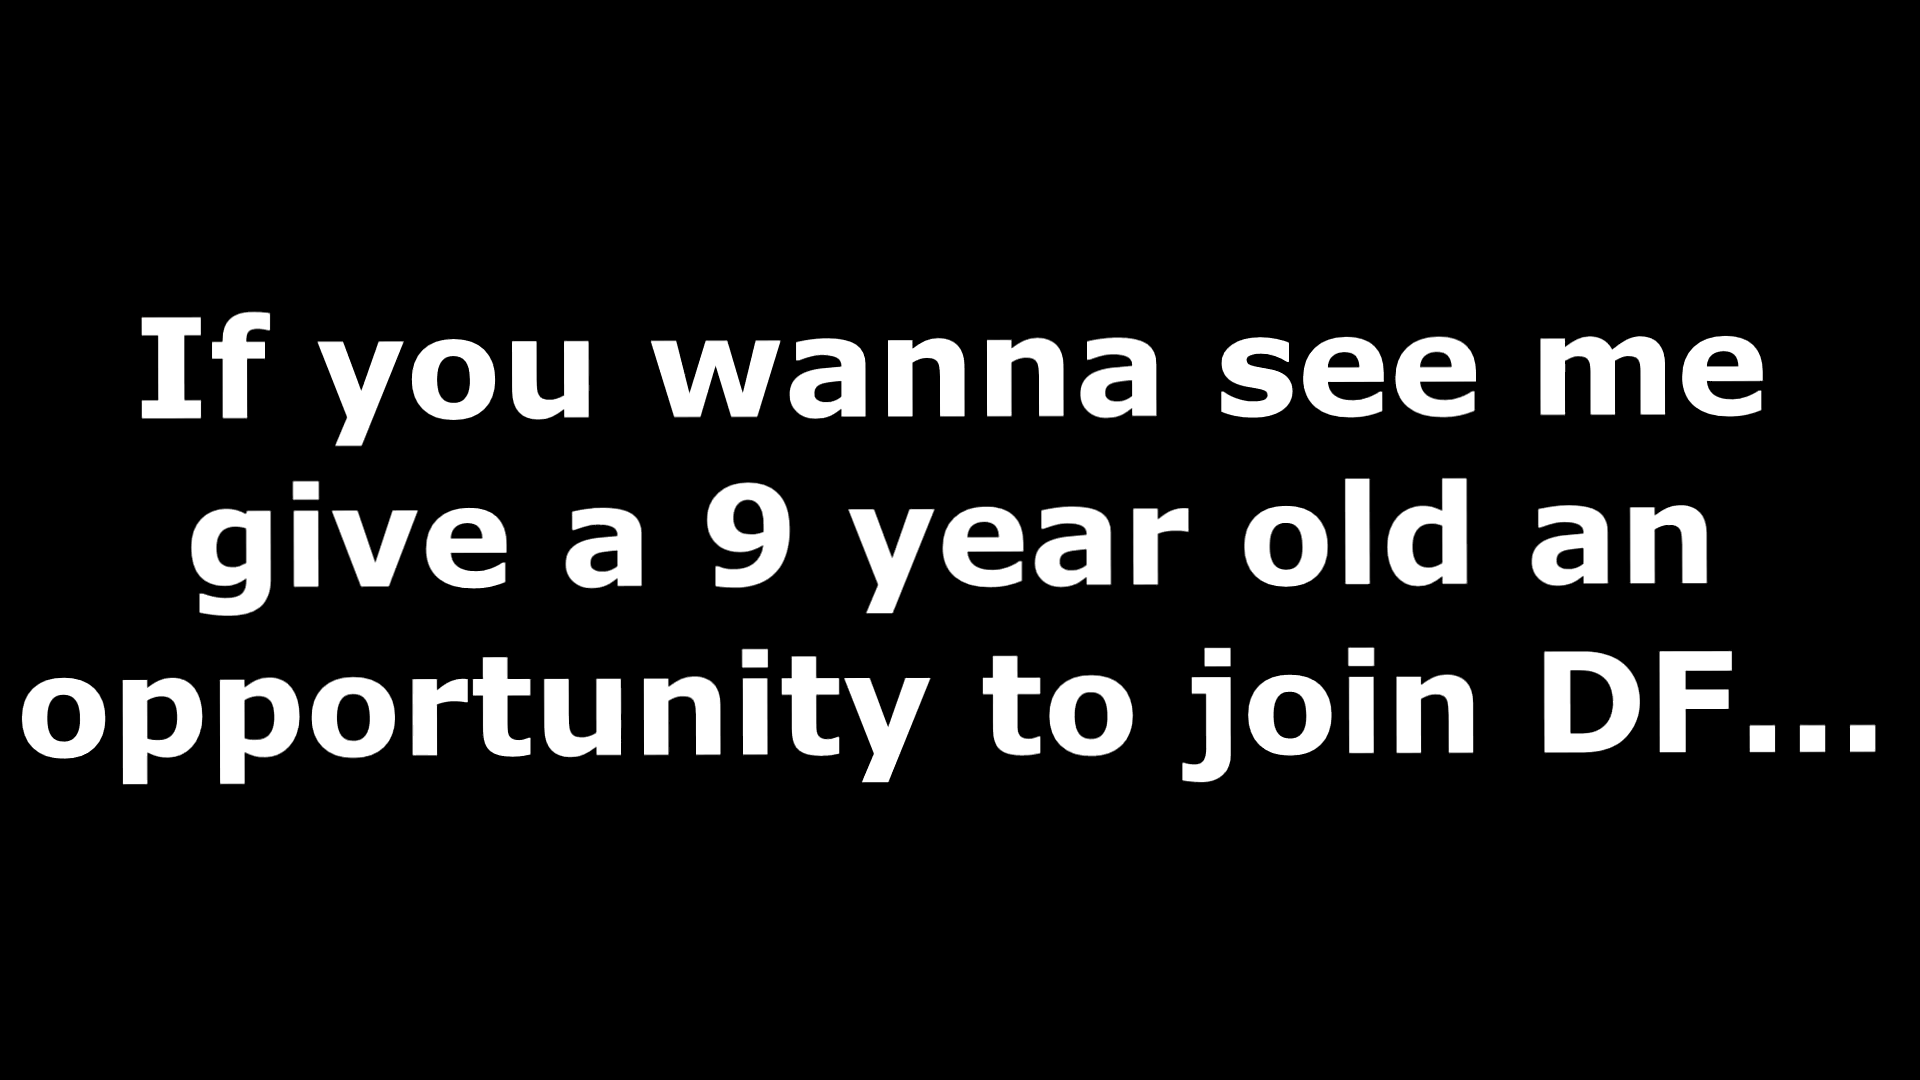 If you wanna see me
give a 9 year old an
opportunity to join DF...